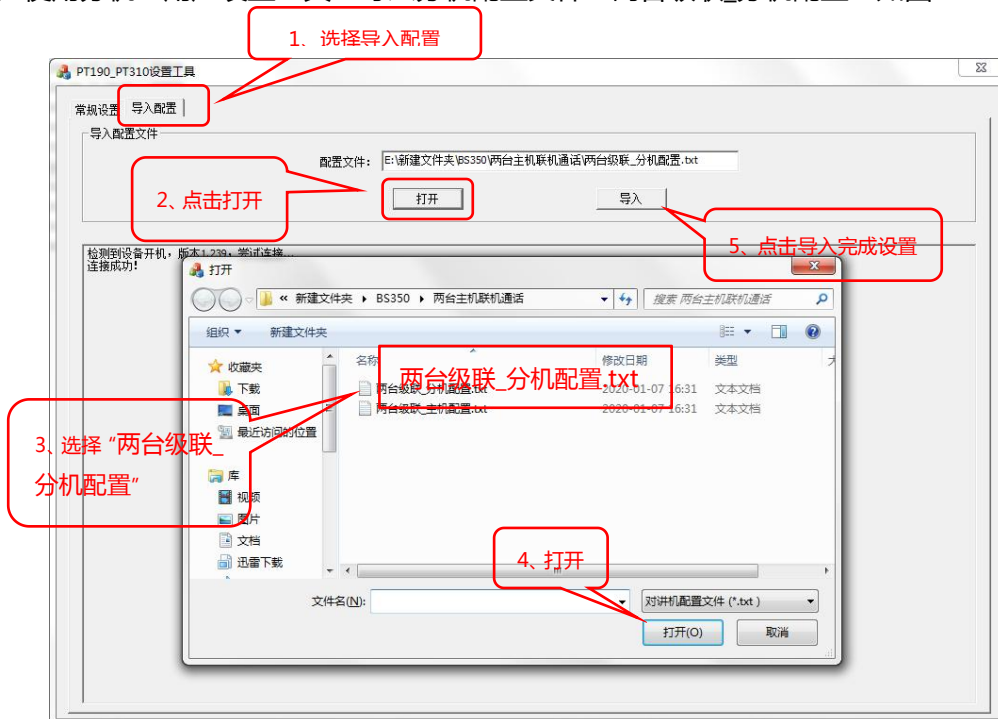 1、选择导入配置
PT190_PT310设置工具
常规设置 导入配置
导入配置文件
配置文件: E:\新建文件夹\BS350\两台主机联机通话\两台级联_分机配置.txt
2、点击打开
打开
导入
5、点击导入完成设置
检测到设备开机，版本1.239，尝试连接...
连接成功!
打开
« 新建文件夹 ▸ BS350 ▸ 两台主机联机通话
搜索 两台主机联机通话
组织 新建文件夹
名称 修改日期 类型
两台级联_分机配置.txt
两台级联_分机配置.txt 2020-01-07 16:31 文本文档
两台级联_主机配置.txt 2020-01-07 16:31 文本文档
收藏夹
下载
桌面
最近访问的位置
3、选择“两台级联_
分机配置”
库
视频
图片
文档
迅雷下载
4、打开
文件名(N):
对讲机配置文件 (*.txt )
打开(O) 取消